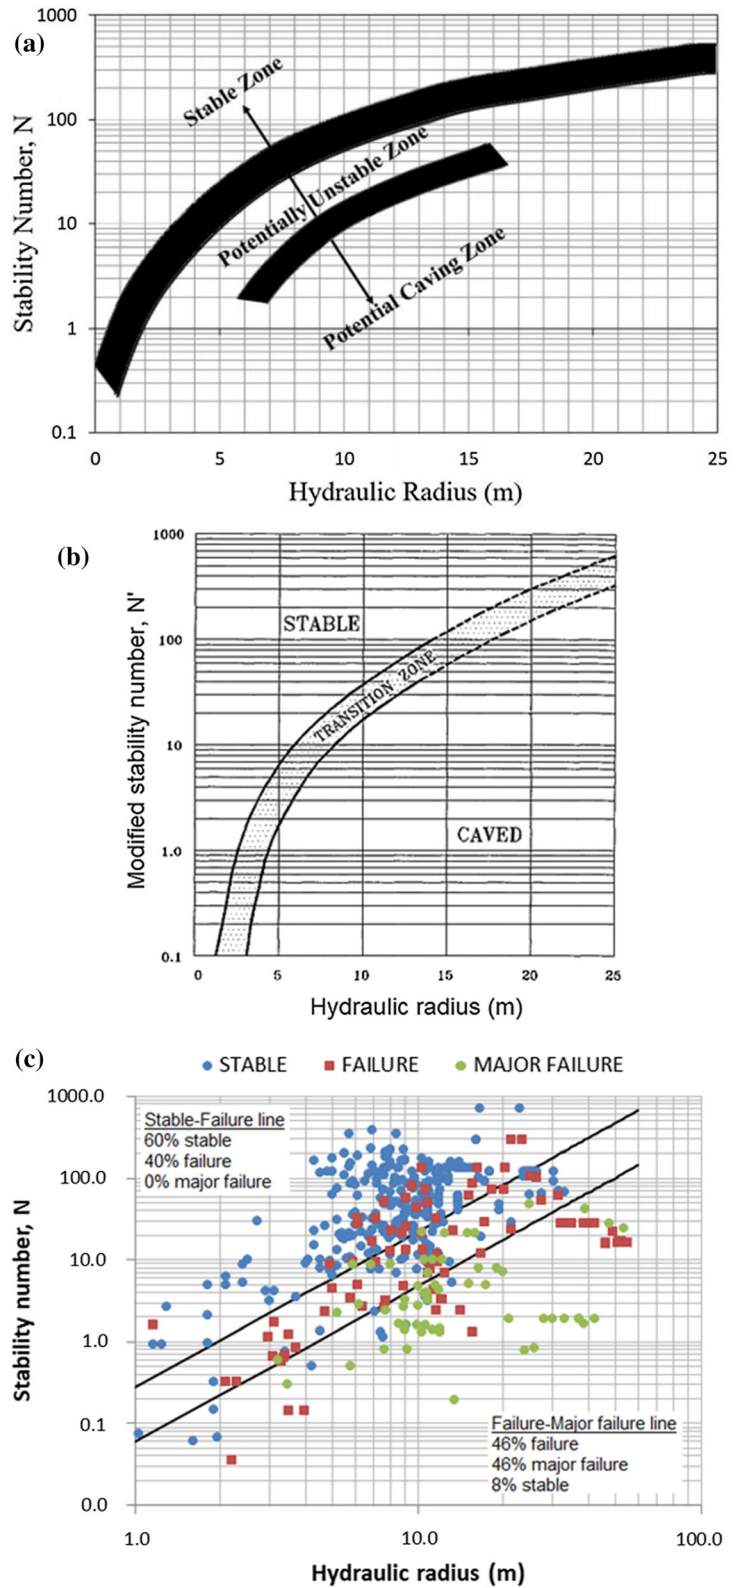 (a)
1000
100
10
1
0.1
Stability Number, N
Stable Zone
Potentially Unstable Zone
Potential Caving Zone
0 5 10 15 20 25
Hydraulic Radius (m)
(b)
1000
100
10
1.0
0.1
Modified stability number, N'
STABLE
TRANSITION ZONE
CAVED
0 5 10 15 20 25
Hydraulic radius (m)
(c)
STABLE FAILURE MAJOR FAILURE
1000.0
100.0
10.0
1.0
0.1
0.0
Stability number, N
Stable-Failure line
60% stable
40% failure
0% major failure
Failure-Major failure line
46% failure
46% major failure
8% stable
1.0 10.0 100.0
Hydraulic radius (m)